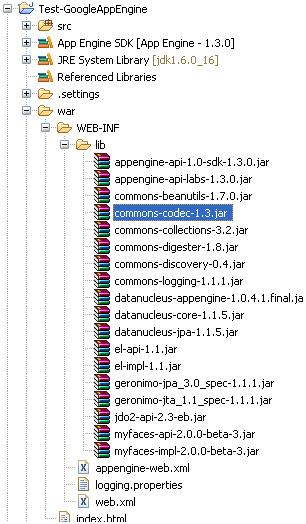 Test-GoogleAppEngine
src
App Engine SDK [App Engine - 1.3.0]
JRE System Library [jdk1.6.0_16]
Referenced Libraries
.settings
war
WEB-INF
lib
appengine-api-1.0-sdk-1.3.0.jar
appengine-api-labs-1.3.0.jar
commons-beanutils-1.7.0.jar
commons-codec-1.3.jar
commons-collections-3.2.jar
commons-digester-1.8.jar
commons-discovery-0.4.jar
commons-logging-1.1.1.jar
datanucleus-appengine-1.0.4.1.final.ja
datanucleus-core-1.1.5.jar
datanucleus-jpa-1.1.5.jar
el-api-1.1.jar
el-impl-1.1.jar
geronimo-jpa_3.0_spec-1.1.1.jar
geronimo-jta_1.1_spec-1.1.1.jar
jdo2-api-2.3-eb.jar
myfaces-api-2.0.0-beta-3.jar
myfaces-impl-2.0.0-beta-3.jar
appengine-web.xml
logging.properties
web.xml
index.html